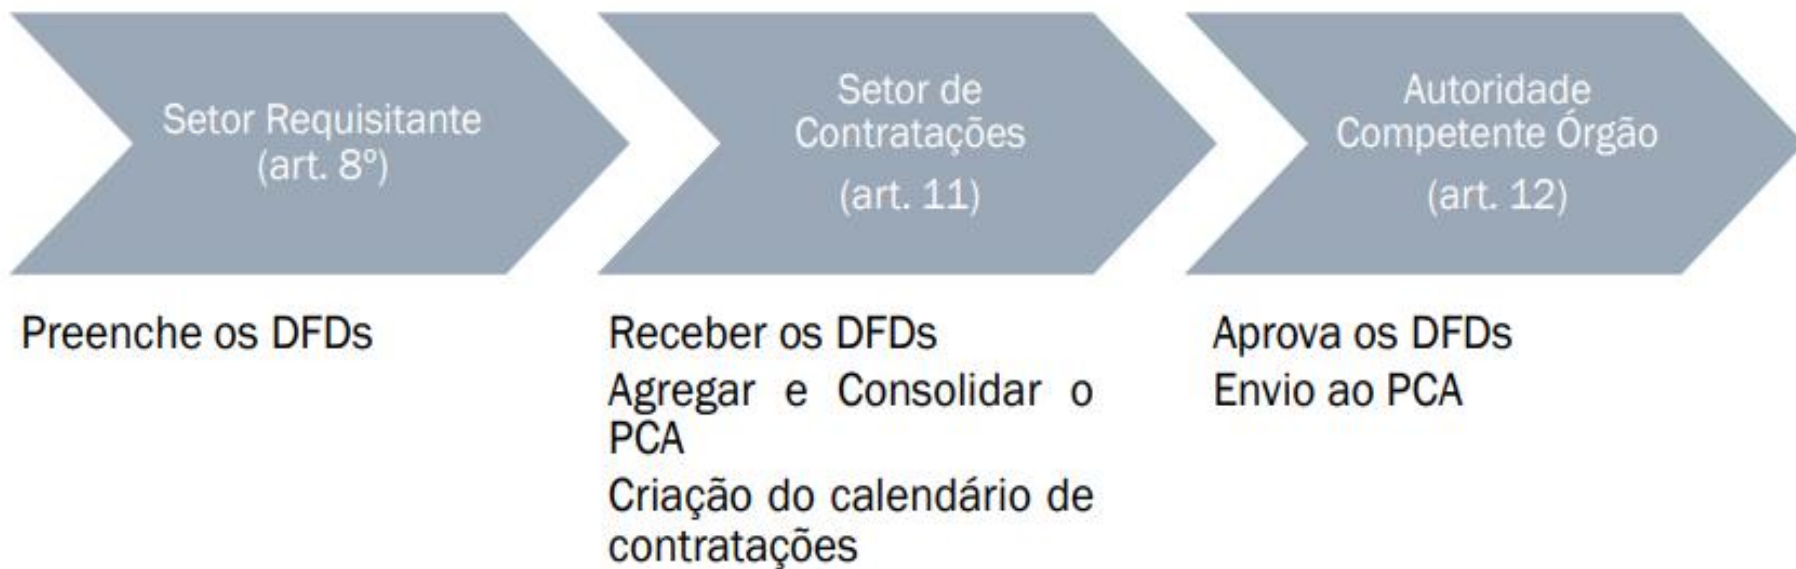 Setor Requisitante
(art. 8º)
Setor de
Contratações
(art. 11)
Autoridade
Competente Órgão
(art. 12)
Preenche os DFDs
Receber os DFDs
Agregar e Consolidar o
PCA
Criação do calendário de
contratações
Aprova os DFDs
Envio ao PCA